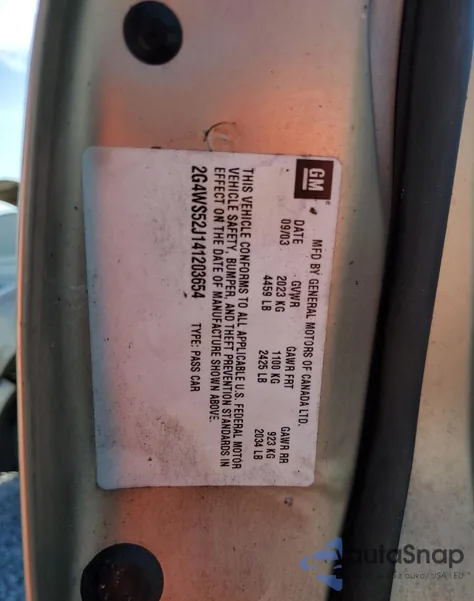 GM
MFD BY GENERAL MOTORS OF CANADA LTD.
DATE GVWR GAWR FRT GAWR RR
09/03 2023 KG 1100 KG 923 KG
4459 LB 2425 LB 2034 LB
THIS VEHICLE CONFORMS TO ALL APPLICABLE U.S. FEDERAL MOTOR
VEHICLE SAFETY, BUMPER, AND THEFT PREVENTION STANDARDS IN
EFFECT ON THE DATE OF MANUFACTURE SHOWN ABOVE.
2G4WS52J141203654 TYPE: PASS CAR
autoSnap